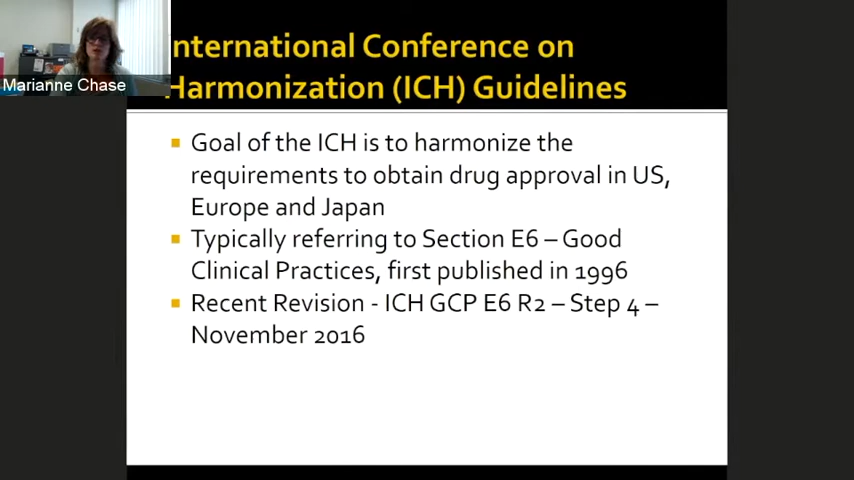 Marianne Chase
International Conference on
Harmonization (ICH) Guidelines
Goal of the ICH is to harmonize the
requirements to obtain drug approval in US,
Europe and Japan
Typically referring to Section E6 – Good
Clinical Practices, first published in 1996
Recent Revision - ICH GCP E6 R2 – Step 4 –
November 2016